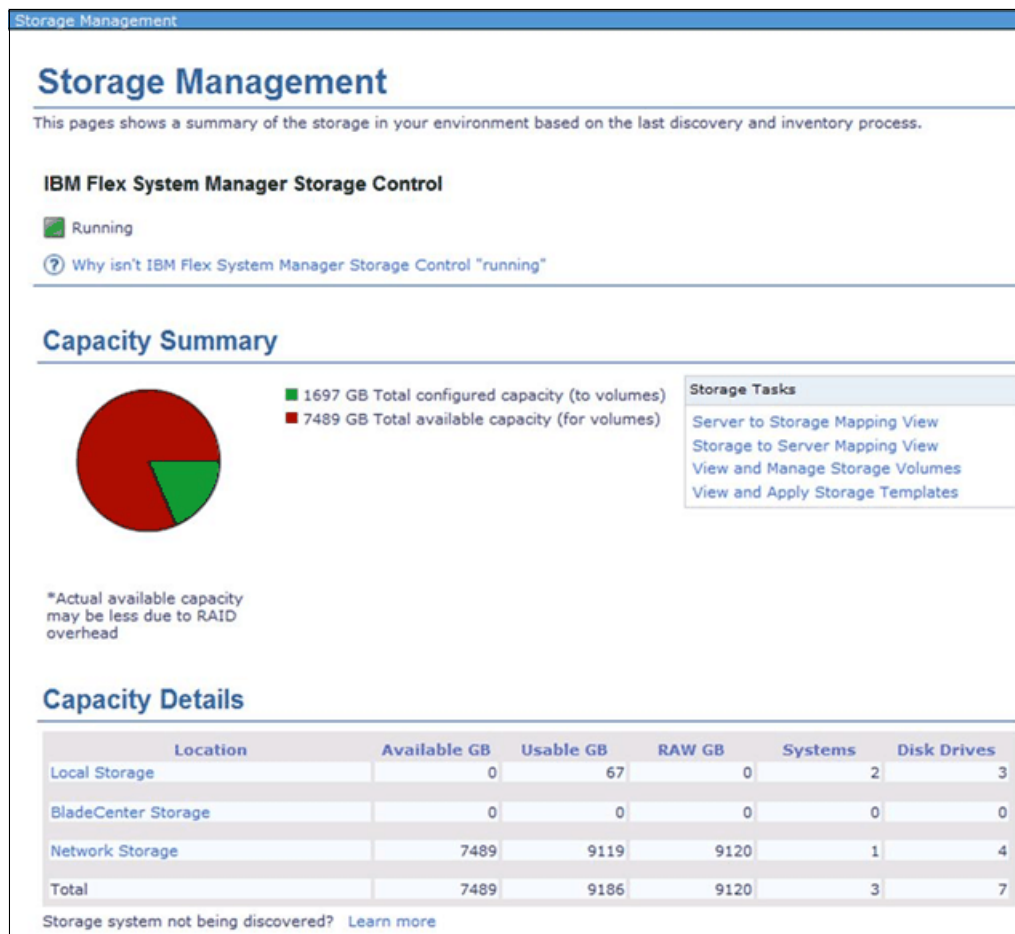 Storage Management
Storage Management
This pages shows a summary of the storage in your environment based on the last discovery and inventory process.
IBM Flex System Manager Storage Control
Running
? Why isn't IBM Flex System Manager Storage Control "running"
Capacity Summary
1697 GB Total configured capacity (to volumes)
7489 GB Total available capacity (for volumes)
Storage Tasks
Server to Storage Mapping View
Storage to Server Mapping View
View and Manage Storage Volumes
View and Apply Storage Templates
*Actual available capacity
may be less due to RAID
overhead
Capacity Details
Location Available GB Usable GB RAW GB Systems Disk Drives
Local Storage 0 67 0 2 3
BladeCenter Storage 0 0 0 0 0
Network Storage 7489 9119 9120 1 4
Total 7489 9186 9120 3 7
Storage system not being discovered? Learn more